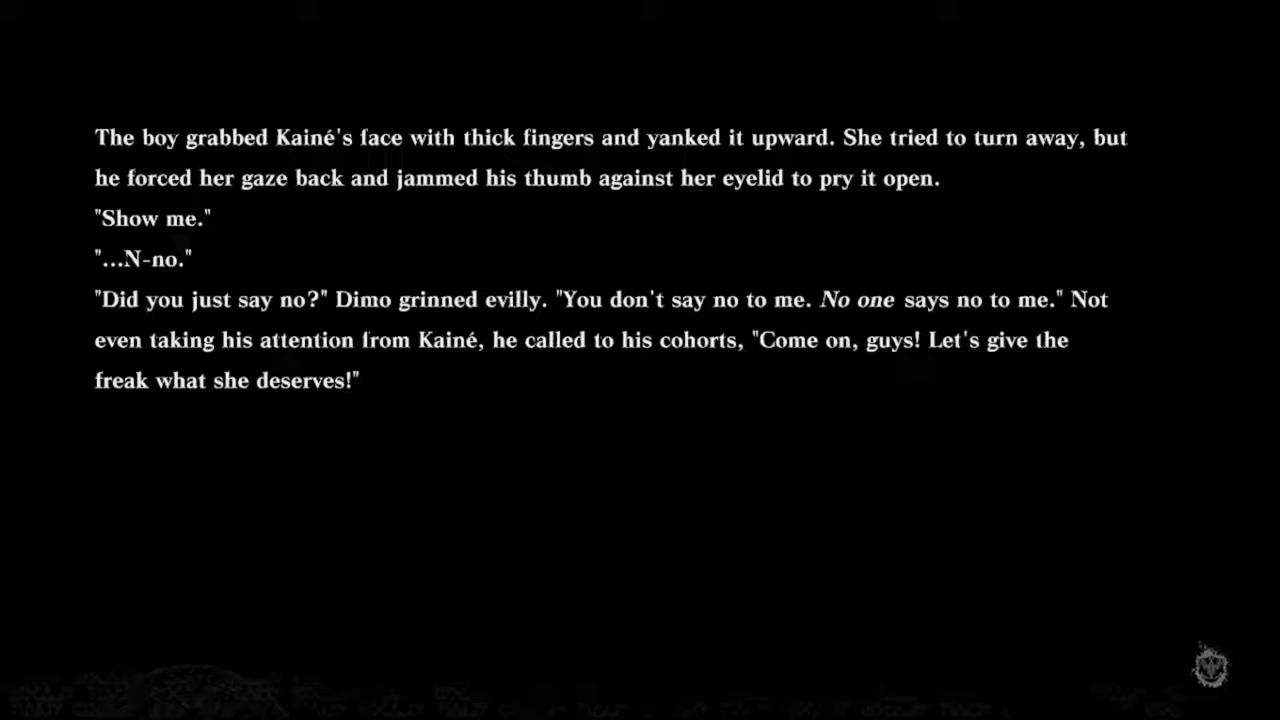 The boy grabbed Kainé's face with thick fingers and yanked it upward. She tried to turn away, but
he forced her gaze back and jammed his thumb against her eyelid to pry it open.
"Show me."
"...N-no."
"Did you just say no?" Dimo grinned evilly. "You don't say no to me. No one says no to me." Not
even taking his attention from Kainé, he called to his cohorts, "Come on, guys! Let's give the
freak what she deserves!"